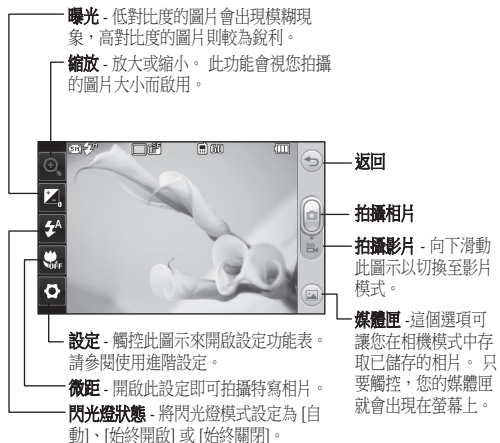 曝光 - 低對比度的圖片會出現模糊現
象，高對比度的圖片則較為銳利。
縮放 - 放大或縮小。 此功能會視您拍攝
的圖片大小而啟用。
返回
拍攝相片
拍攝影片 - 向下滑動
此圖示以切換至影片
模式。
媒體匣 -這個選項可
讓您在相機模式中存
取已儲存的相片。 只
要觸控，您的媒體匣
就會出現在螢幕上。
設定 - 觸控此圖示來開啟設定功能表。
請參閱使用進階設定。
微距 - 開啟此設定即可拍攝特寫相片。
閃光燈狀態 - 將閃光燈模式設定為 [自
動]、[始終開啟] 或 [始終關閉]。
SH
A
60
0
A
OFF